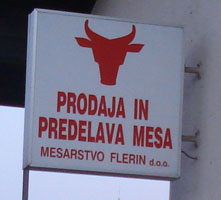 PRODAJA IN
PREDELAVA MESA
MESARSTVO FLERIN d.o.o.